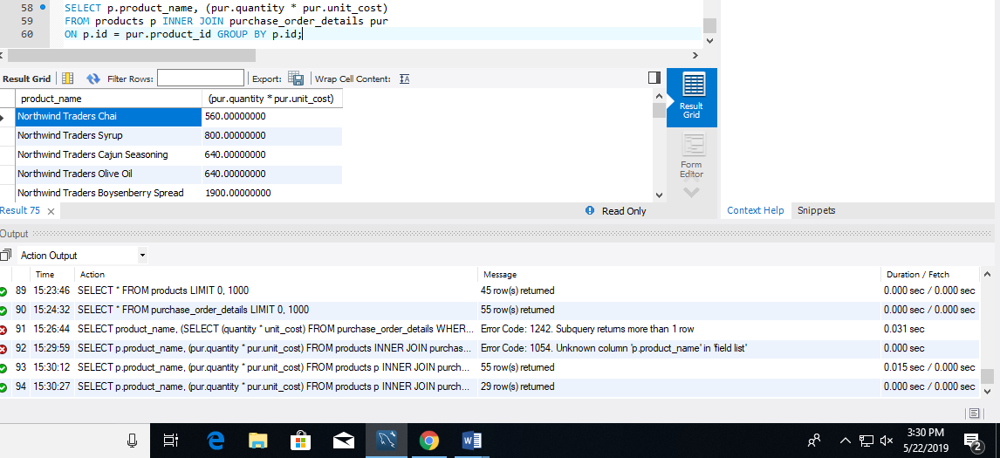 58 SELECT p.product_name, (pur.quantity * pur.unit_cost)
59 FROM products p INNER JOIN purchase_order_details pur
60 ON p.id = pur.product_id GROUP BY p.id;
Result Grid Filter Rows: Export: Wrap Cell Content:
product_name (pur.quantity * pur.unit_cost)
Northwind Traders Chai 560.00000000
Northwind Traders Syrup 800.00000000
Northwind Traders Cajun Seasoning 640.00000000
Northwind Traders Olive Oil 640.00000000
Northwind Traders Boysenberry Spread 1900.00000000
Result
Grid
Form
Editor
Result 75 Read Only Context Help Snippets
Output
Action Output
Time Action Message Duration / Fetch
89 15:23:46 SELECT * FROM products LIMIT 0, 1000 45 row(s) returned 0.000 sec / 0.000 sec
90 15:24:32 SELECT * FROM purchase_order_details LIMIT 0, 1000 55 row(s) returned 0.000 sec / 0.000 sec
91 15:26:44 SELECT product_name, (SELECT (quantity * unit_cost) FROM purchase_order_details WHER... Error Code: 1242. Subquery returns more than 1 row 0.031 sec
92 15:29:59 SELECT p.product_name, (pur.quantity * pur.unit_cost) FROM products INNER JOIN purchas... Error Code: 1054. Unknown column 'p.product_name' in 'field list' 0.000 sec
93 15:30:12 SELECT p.product_name, (pur.quantity * pur.unit_cost) FROM products p INNER JOIN purch... 55 row(s) returned 0.015 sec / 0.000 sec
94 15:30:27 SELECT p.product_name, (pur.quantity * pur.unit_cost) FROM products p INNER JOIN purch... 29 row(s) returned 0.000 sec / 0.000 sec
3:30 PM
5/22/2019
2